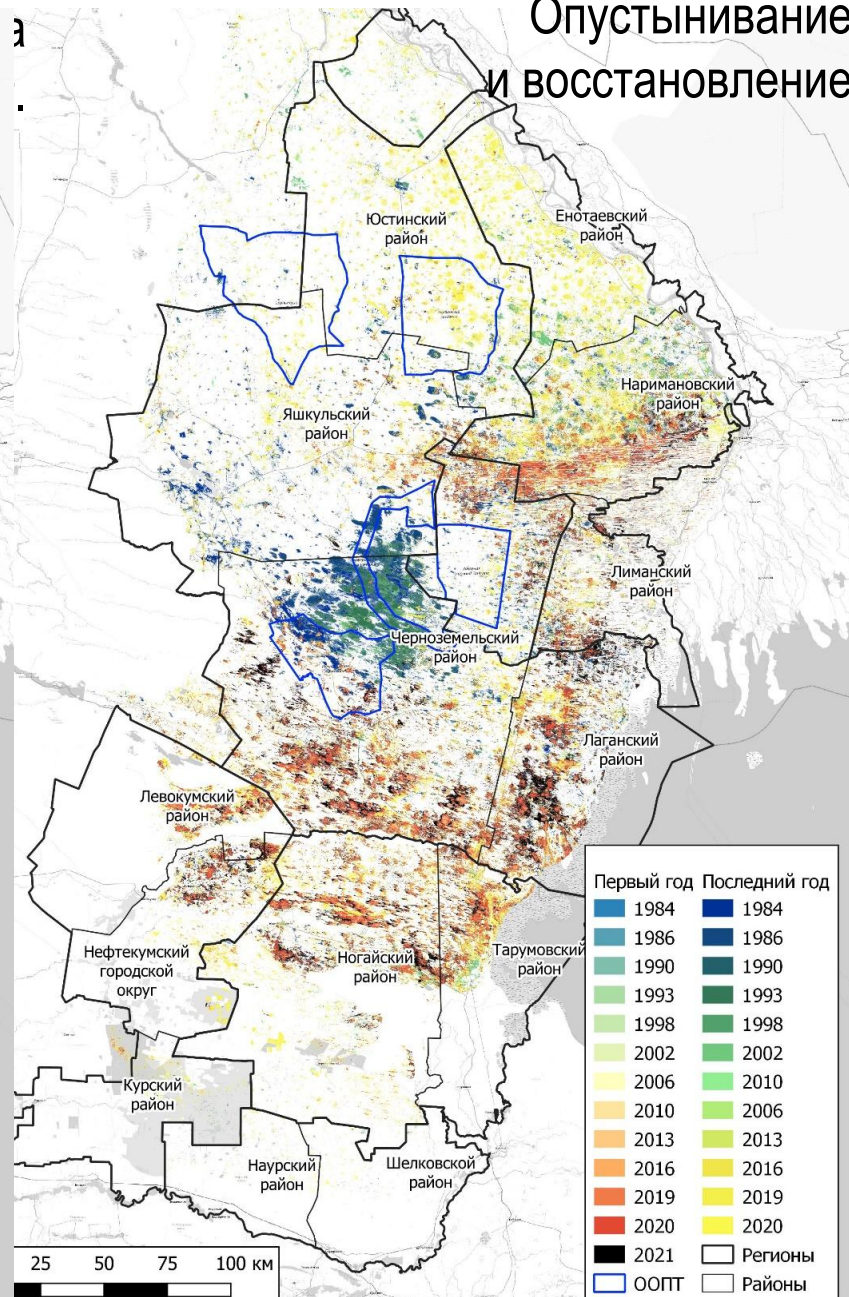 а
.
Опустынивание
и восстановление
Юстинский
район
Енотаевский
район
Наримановский
район
Яшкульский
район
Лиманский
район
Черноземельский
район
Лаганский
район
Левокумский
район
Нефтекумский
городской
округ
Ногайский
район
Тарумовский
район
Курский
район
Наурский
район
Шелковской
район
Первый год Последний год
1984 1984
1986 1986
1990 1990
1993 1993
1998 1998
2002 2002
2006 2010
2010 2006
2013 2013
2016 2016
2019 2019
2020 2020
2021 Регионы
ООПТ Районы
25 50 75 100 км